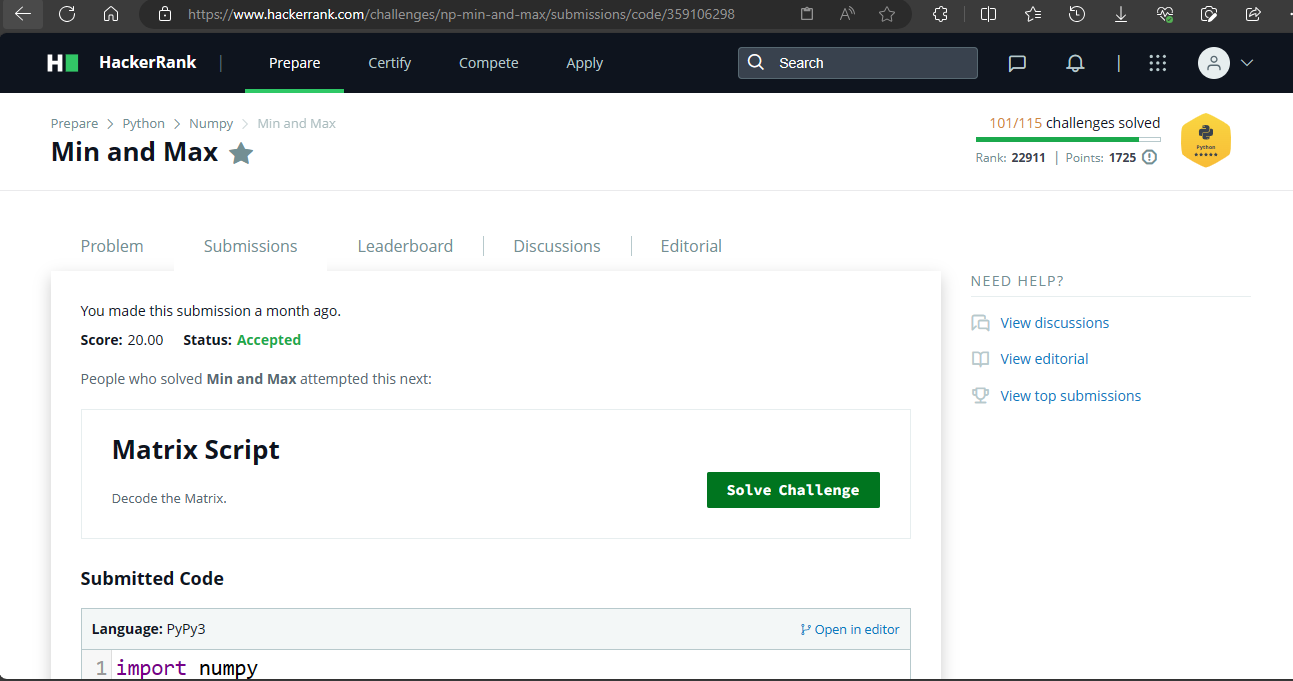 https://www.hackerrank.com/challenges/np-min-and-max/submissions/code/359106298
HackerRank | Prepare Certify Compete Apply Search
Prepare > Python > Numpy > Min and Max
101/115 challenges solved
Min and Max
Rank: 22911 | Points: 1725
Python
Problem Submissions Leaderboard Discussions Editorial
NEED HELP?
You made this submission a month ago.
View discussions
Score: 20.00 Status: Accepted
View editorial
People who solved Min and Max attempted this next:
View top submissions
Matrix Script
Solve Challenge
Decode the Matrix.
Submitted Code
Language: PyPy3 Open in editor
1 import numpy